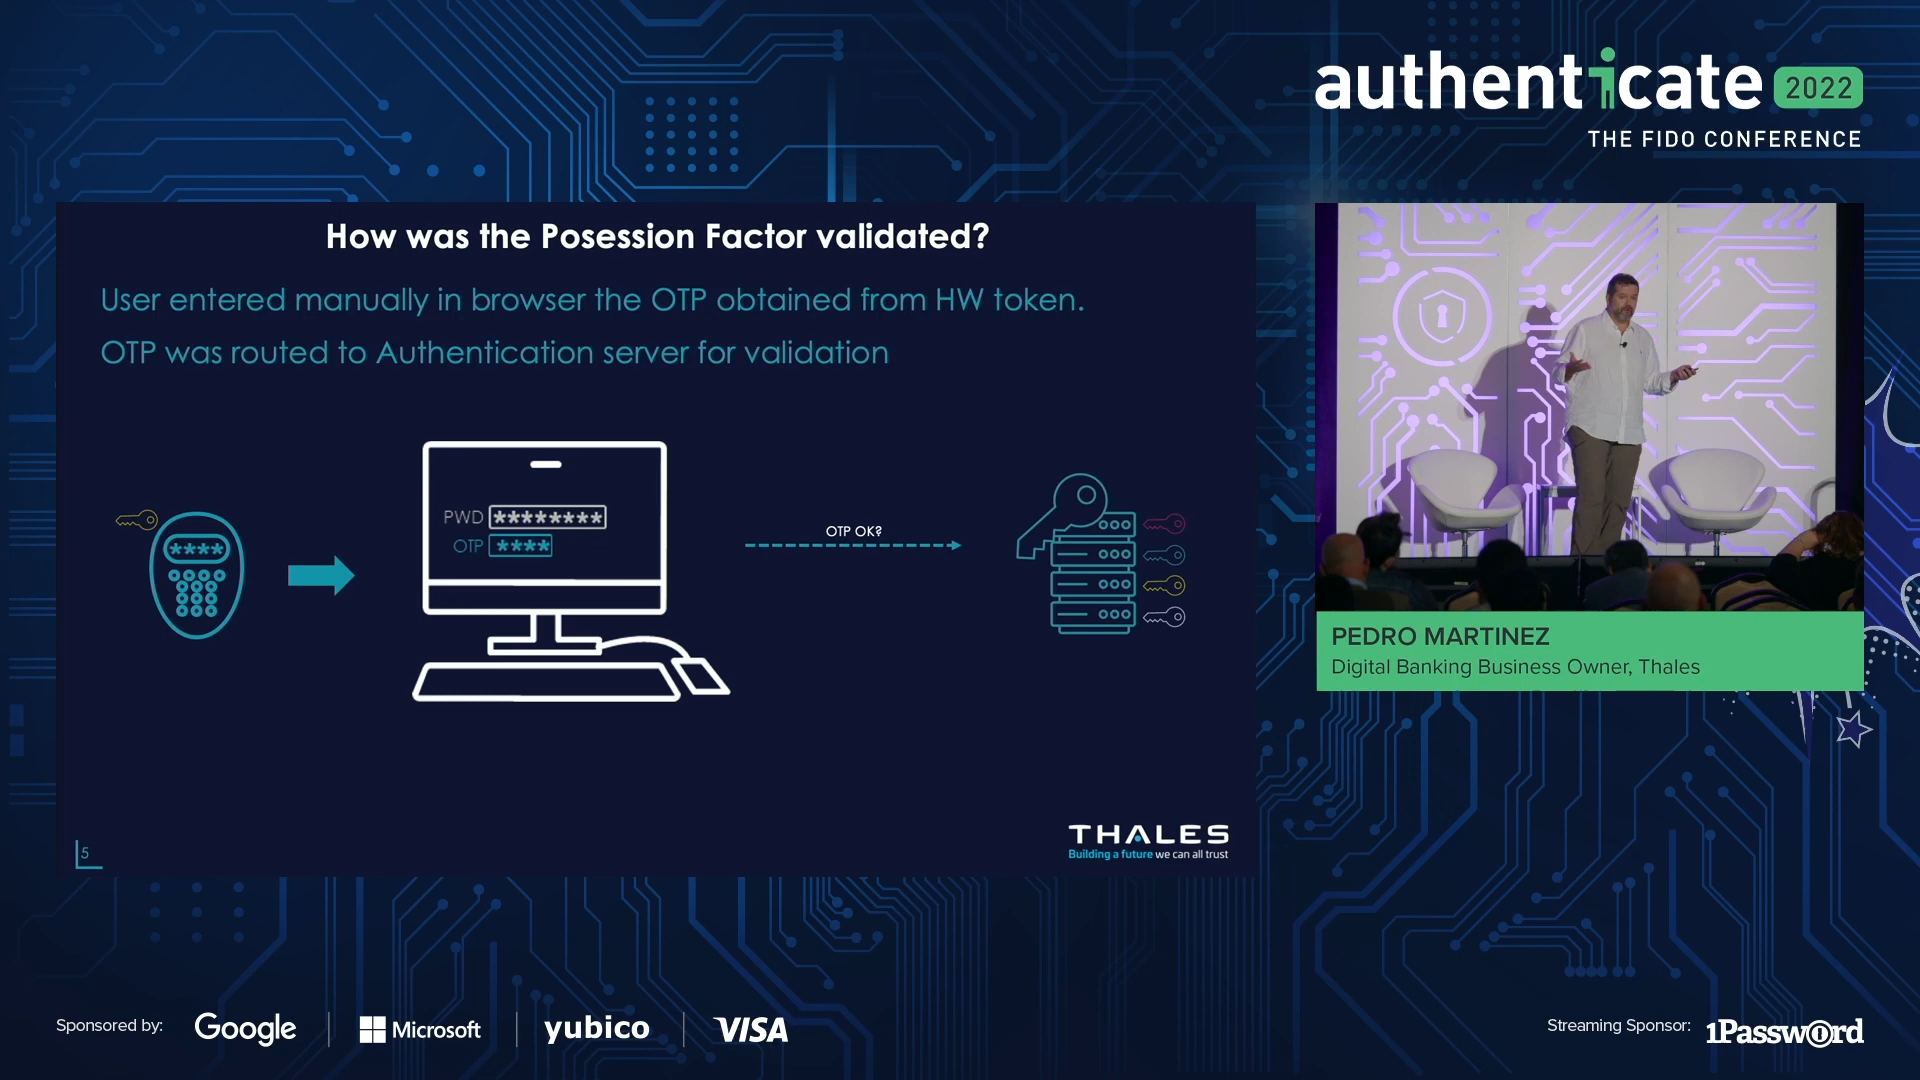 authenticate 2022
THE FIDO CONFERENCE
How was the Posession Factor validated?
User entered manually in browser the OTP obtained from HW token.
OTP was routed to Authentication server for validation
****
PWD ********
OTP ****
OTP OK?
THALES
Building a future we can all trust
5
PEDRO MARTINEZ
Digital Banking Business Owner, Thales
Sponsored by:
Google
Microsoft
yubico
VISA
Streaming Sponsor:
1Password